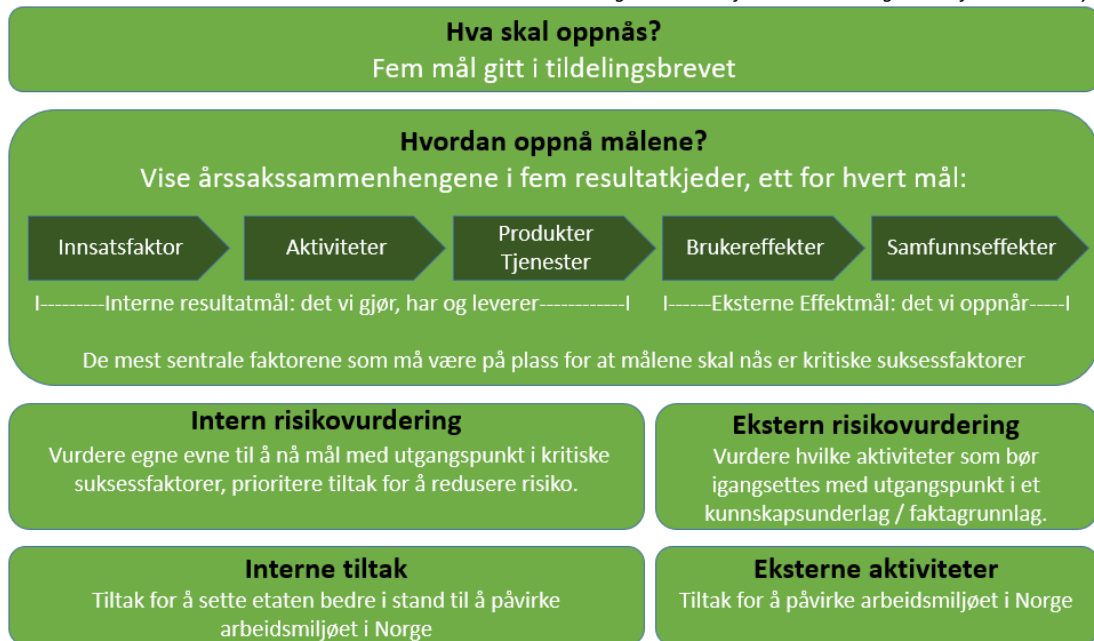 Hva skal oppnås?
Fem mål gitt i tildelingsbrevet
Hvordan oppnå målene?
Vise årssakssammenhengene i fem resultatkjeder, ett for hvert mål:
Innsatsfaktor
Aktiviteter
Produkter
Tjenester
Brukereffekter
Samfunnseffekter
I---------Interne resultatmål: det vi gjør, har og leverer------------I
I------Eksterne Effektmål: det vi oppnår-----I
De mest sentrale faktorene som må være på plass for at målene skal nås er kritiske suksessfaktorer
Intern risikovurdering
Vurdere egne evne til å nå mål med utgangspunkt i kritiske
suksessfaktorer, prioritere tiltak for å redusere risiko.
Ekstern risikovurdering
Vurdere hvilke aktiviteter som bør
igangsettes med utgangspunkt i et
kunnskapsunderlag / faktagrunnlag.
Interne tiltak
Tiltak for å sette etaten bedre i stand til å påvirke
arbeidsmiljøet i Norge
Eksterne aktiviteter
Tiltak for å påvirke arbeidsmiljøet i Norge